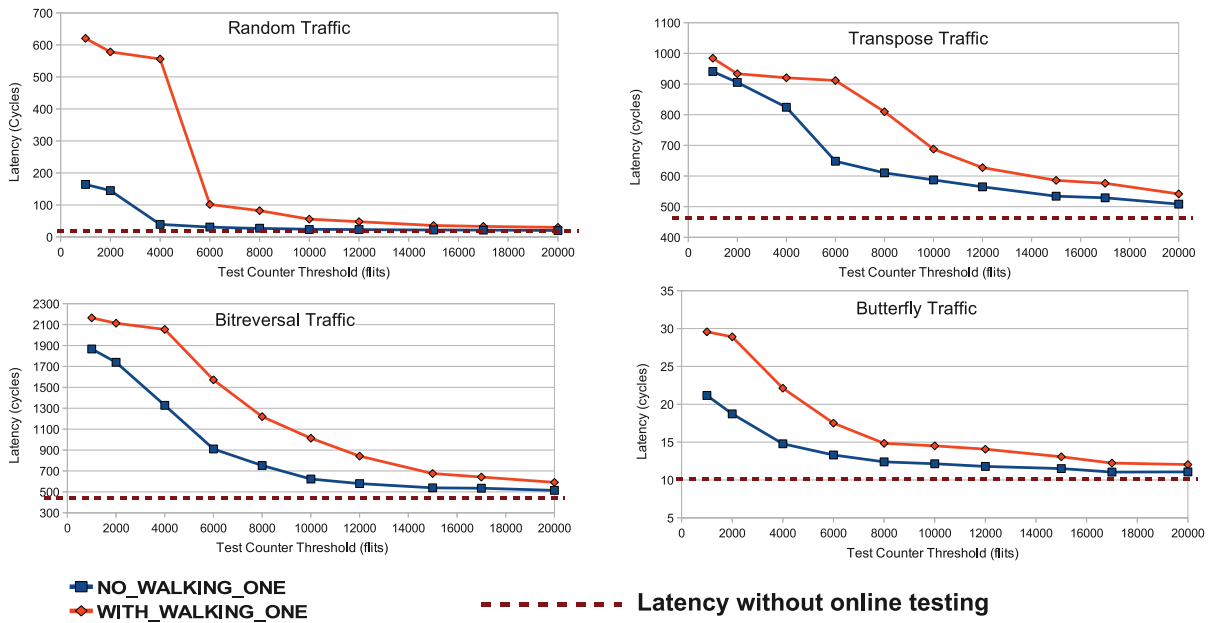 Random Traffic
Latency (Cycles)
700
600
500
400
300
200
100
0
0 2000 4000 6000 8000 10000 12000 14000 16000 18000 20000
Test Counter Threshold (flits)
Transpose Traffic
Latency (cycles)
1100
1000
900
800
700
600
500
400
0 2000 4000 6000 8000 10000 12000 14000 16000 18000 20000
Test Counter Threshold (flits)
Bitreversal Traffic
Latency (cycles)
2300
2100
1900
1700
1500
1300
1100
900
700
500
300
0 2000 4000 6000 8000 10000 12000 14000 16000 18000 20000
Test Counter Threshold (flits)
Butterfly Traffic
Latency (cycles)
35
30
25
20
15
10
5
0 2000 4000 6000 8000 10000 12000 14000 16000 18000 20000
Test Counter Threshold (flits)
NO_WALKING_ONE
WITH_WALKING_ONE
Latency without online testing